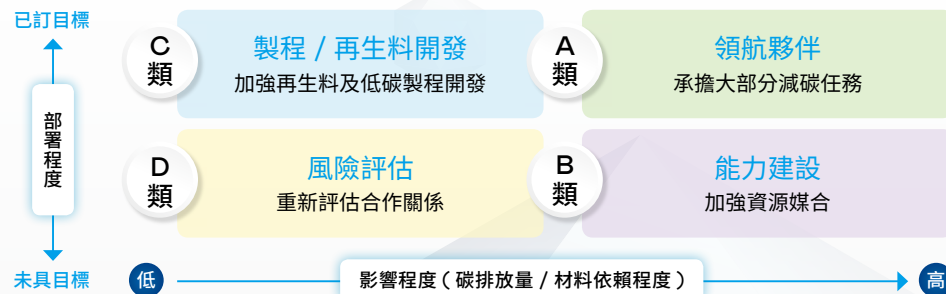 已訂目標
部署程度
未具目標
C
類
製程 / 再生料開發
加強再生料及低碳製程開發
A
類
領航夥伴
承擔大部分減碳任務
D
類
風險評估
重新評估合作關係
B
類
能力建設
加強資源媒合
低
影響程度 ( 碳排放量 / 材料依賴程度 )
高